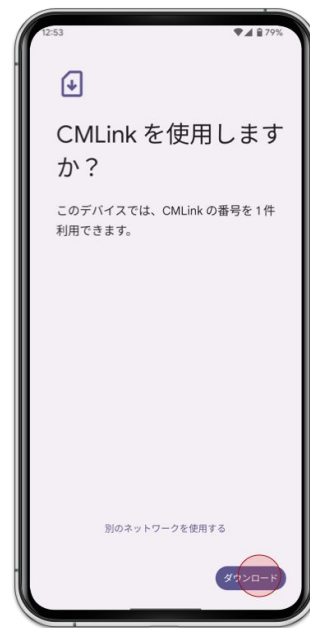 12:53 79%
CMLink を使用します
か？
このデバイスでは、CMLink の番号を 1 件
利用できます。
別のネットワークを使用する
ダウンロード